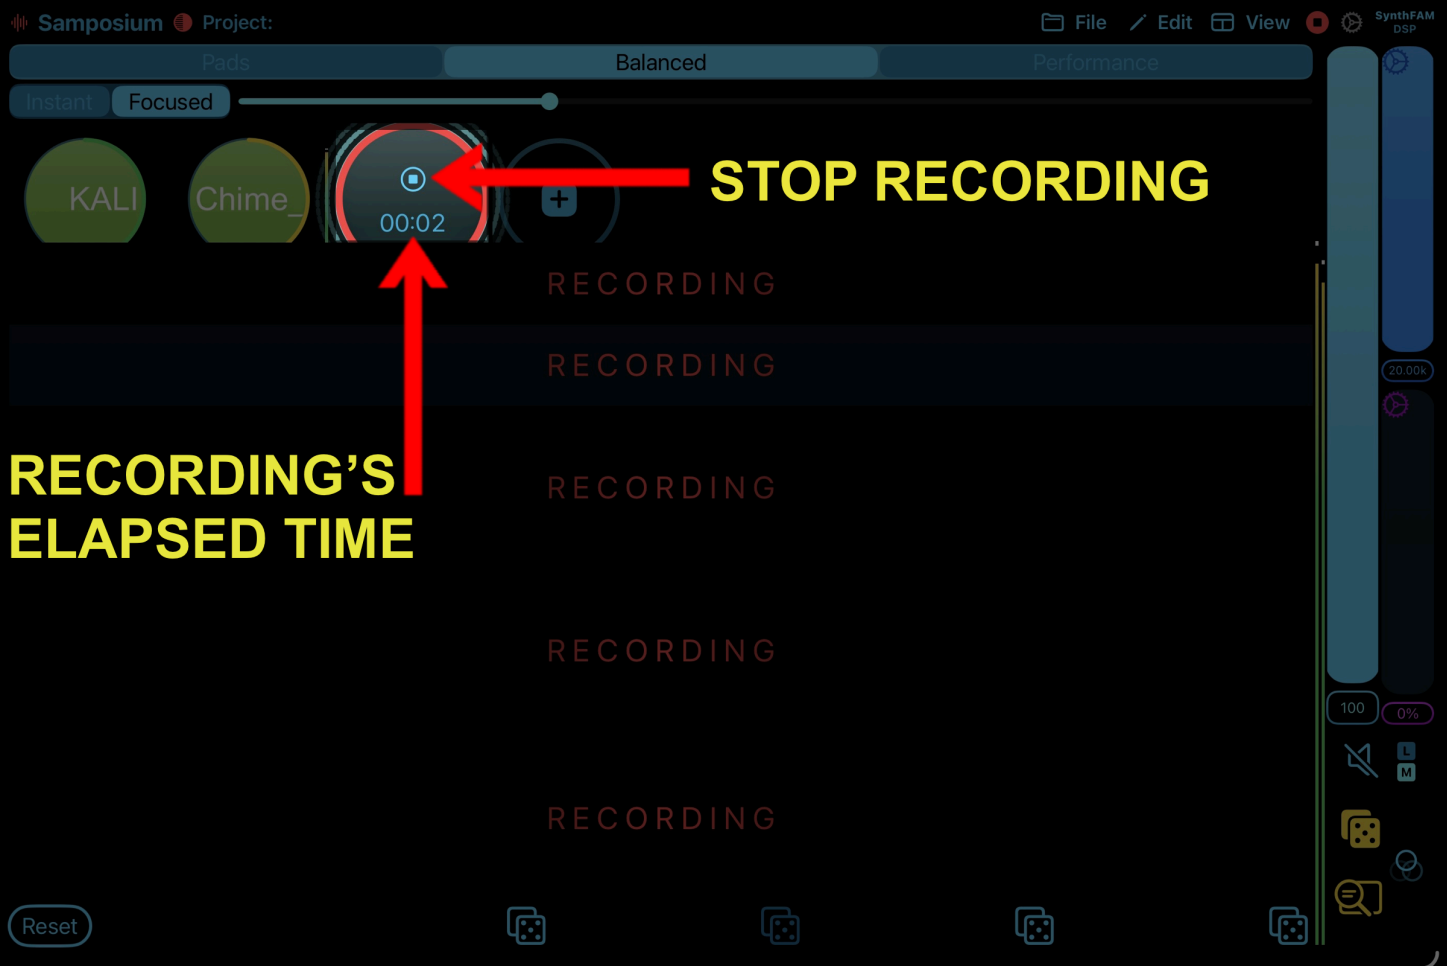 Samposium Project:
File Edit View SynthFAM DSP
Pads Balanced Performance
Instant Focused
KALI Chime_
00:02
STOP RECORDING
RECORDING
20.00k
RECORDING
RECORDING'S
ELAPSED TIME
RECORDING
RECORDING
100 0%
L
M
RECORDING
Reset